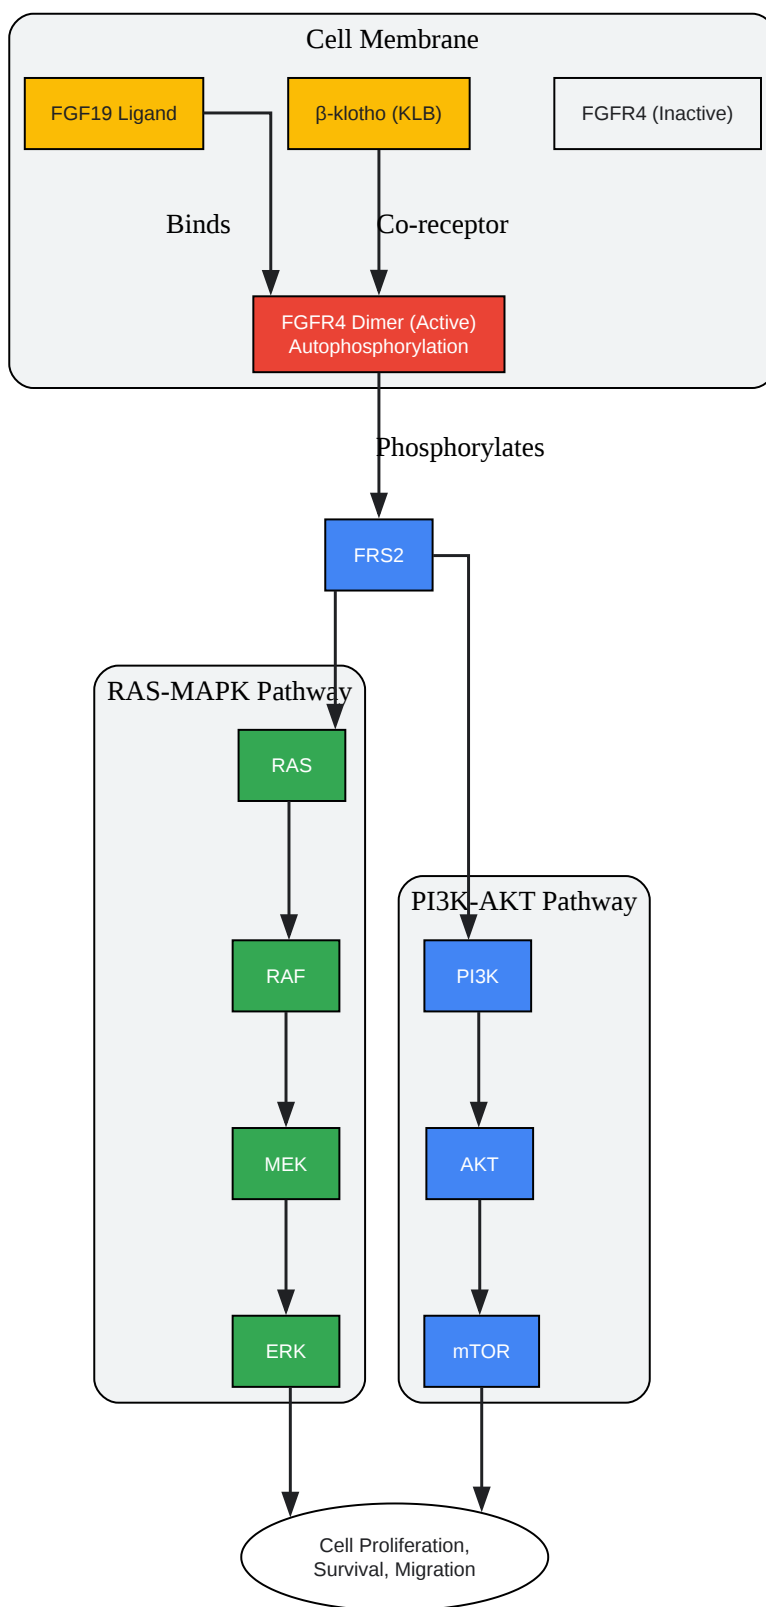 Cell Membrane
FGF19 Ligand
β-klotho (KLB)
FGFR4 (Inactive)
Binds
Co-receptor
FGFR4 Dimer (Active)
Autophosphorylation
Phosphorylates
FRS2
RAS-MAPK Pathway
RAS
PI3K-AKT Pathway
RAF
PI3K
MEK
AKT
ERK
mTOR
Cell Proliferation,
Survival, Migration